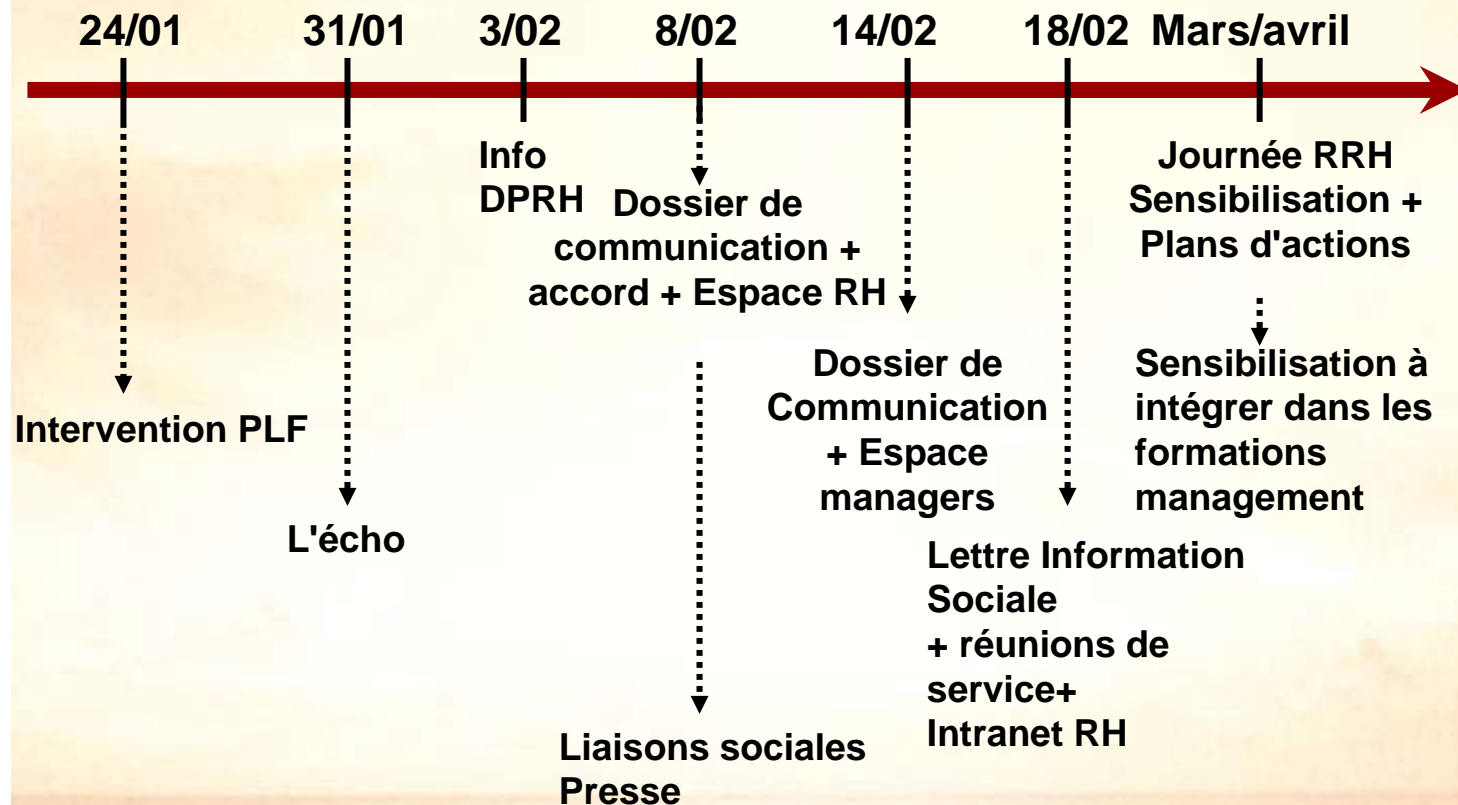 24/01 31/01 3/02 8/02 14/02 18/02 Mars/avril
Intervention PLF
L'écho
Info
DPRH
Dossier de
communication +
accord + Espace RH
Liaisons sociales
Presse
Dossier de
Communication
+ Espace
managers
Lettre Information
Sociale
+ réunions de
service+
Intranet RH
Journée RRH
Sensibilisation +
Plans d'actions
Sensibilisation à
intégrer dans les
formations
management